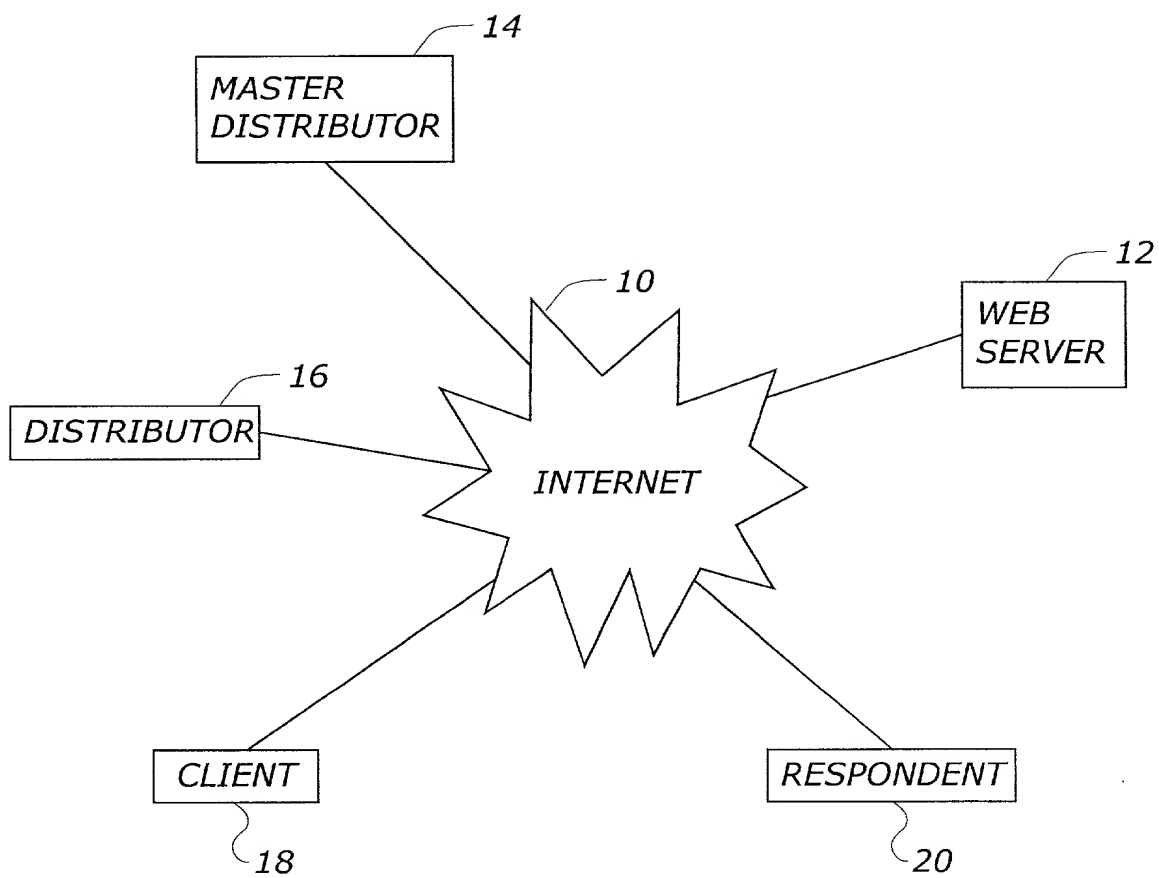 14
MASTER
DISTRIBUTOR
12
10
WEB
SERVER
16
DISTRIBUTOR
INTERNET
CLIENT
RESPONDENT
18
20